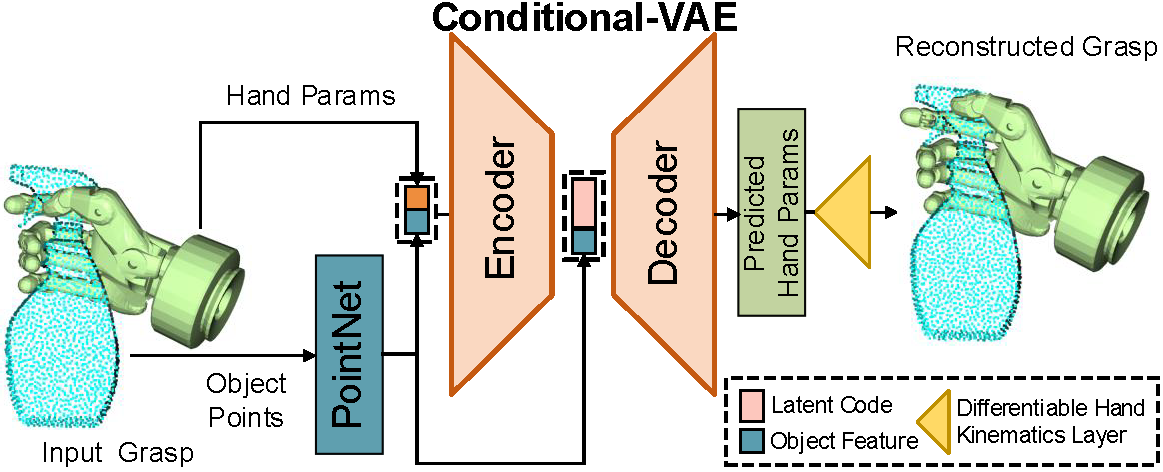 Conditional-VAE
Reconstructed Grasp
Hand Params
Encoder
Decoder
Predicted
Hand Params
PointNet
Object
Points
Input Grasp
Latent Code
Object Feature
Differentiable Hand
Kinematics Layer